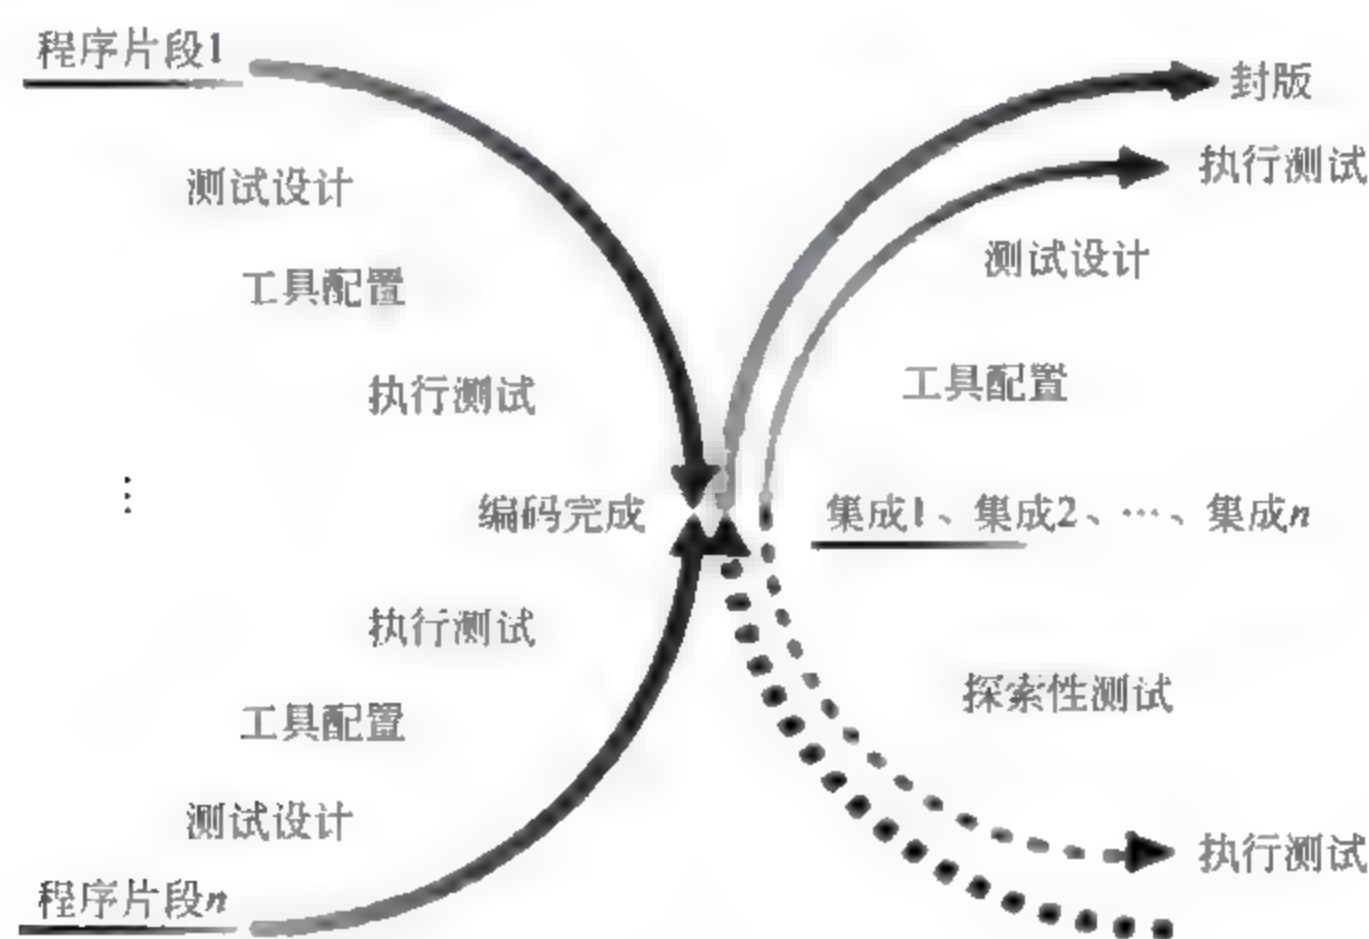 程序片段1
封版
执行测试
测试设计
测试设计
工具配置
工具配置
执行测试
⋮
编码完成
集成1、集成2、…、集成n
执行测试
探索性测试
工具配置
测试设计
执行测试
程序片段n